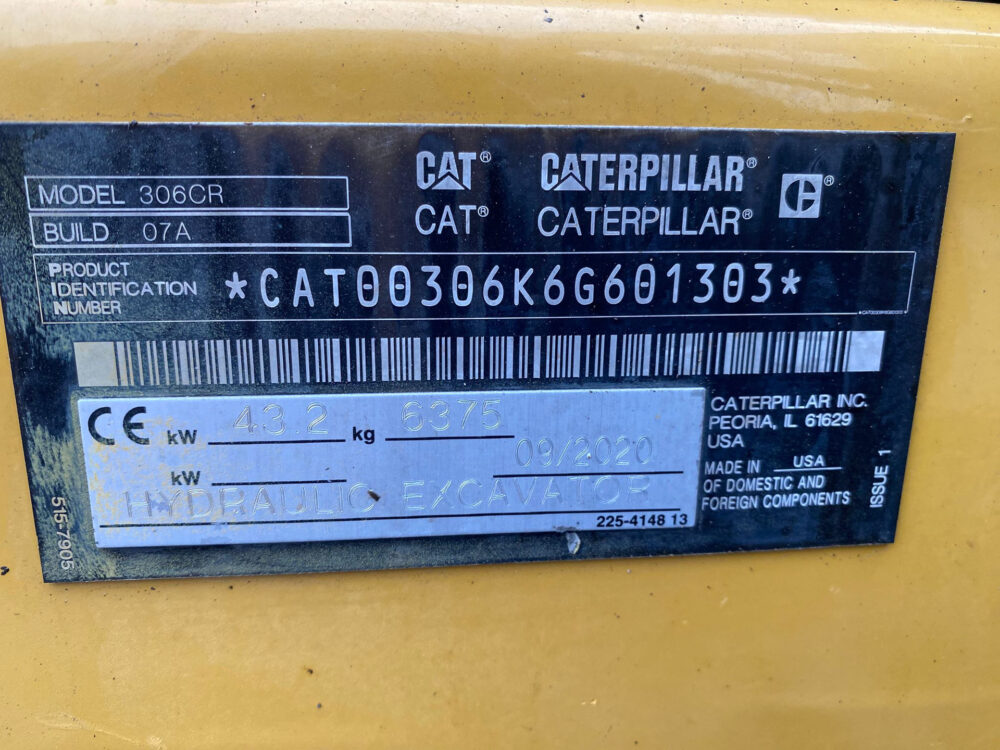 CAT® CATERPILLAR® C®
MODEL 306CR
CAT® CATERPILLAR®
BUILD 07A
PRODUCT
IDENTIFICATION
NUMBER
*CAT00306K6G601303*
*CAT00306K6G601303*
CE kW 43.2 kg 6375
09/2020
kW
HYDRAULIC EXCAVATOR
225-4148 13
CATERPILLAR INC.
PEORIA, IL 61629
USA
MADE IN USA
OF DOMESTIC AND
FOREIGN COMPONENTS
ISSUE 1
515-7905